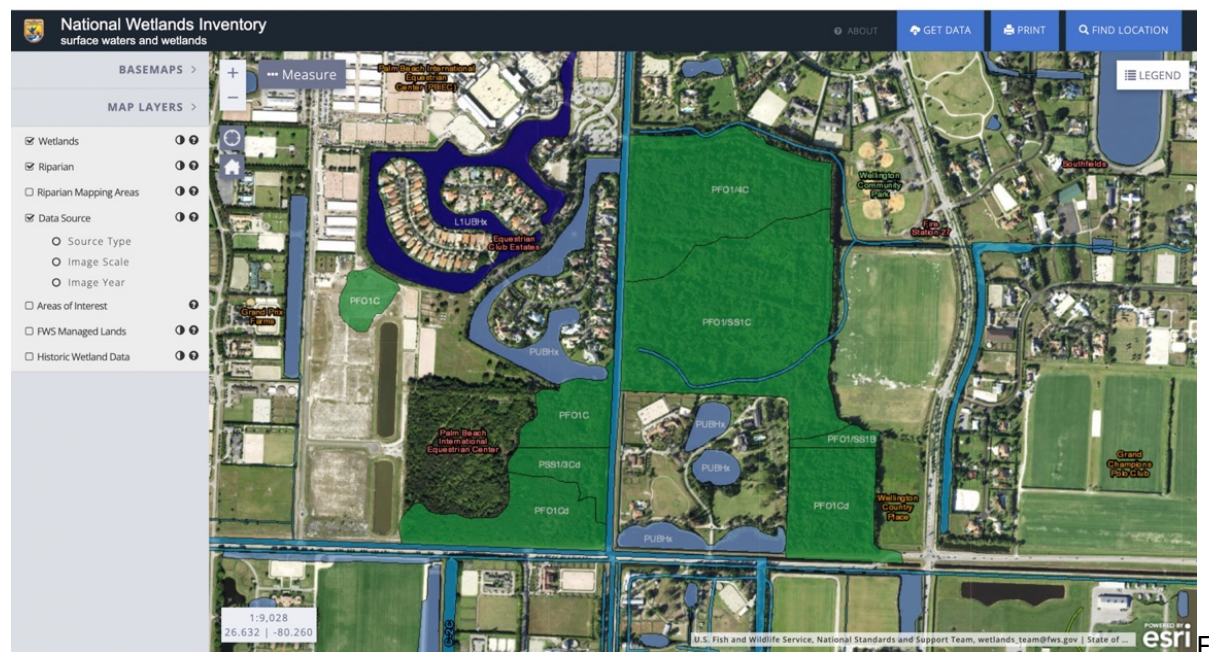 National Wetlands Inventory
surface waters and wetlands
ABOUT
GET DATA
PRINT
FIND LOCATION
BASEMAPS >
MAP LAYERS >
Wetlands
Riparian
Riparian Mapping Areas
Data Source
Source Type
Image Scale
Image Year
Areas of Interest
FWS Managed Lands
Historic Wetland Data
+
−
••• Measure
LEGEND
Palm Beach International
Equestrian
Center (PBIEC)
Southfields
PFO1/4C
Wellington
Community
Park
L1UBHx
Fire
Station 27
Equestrian
Club Estates
PFO1C
Grand Prix
Farms
PFO1/SS1C
PUBHx
PFO1C
PUBHx
Palm Beach
International
Equestrian Center
PFO1/SS1B
PSS1/3Cd
PUBHx
Grand
Champions
Polo Club
PFO1Cd
PFO1Cd
Wellington
Country
Place
PUBHx
1:9,028
26.632 | -80.260
C-2C
U.S. Fish and Wildlife Service, National Standards and Support Team, wetlands_team@fws.gov | State of ...
POWERED BY
esri
F